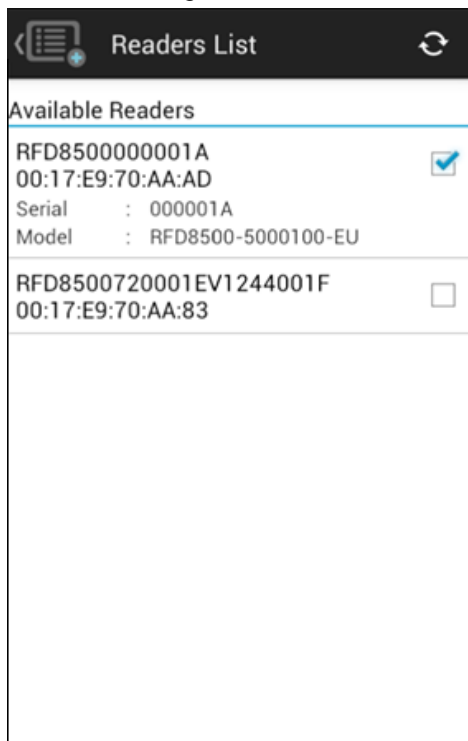 Readers List
Available Readers
RFD8500000001A
00:17:E9:70:AA:AD
Serial : 000001A
Model : RFD8500-5000100-EU
RFD8500720001EV1244001F
00:17:E9:70:AA:83